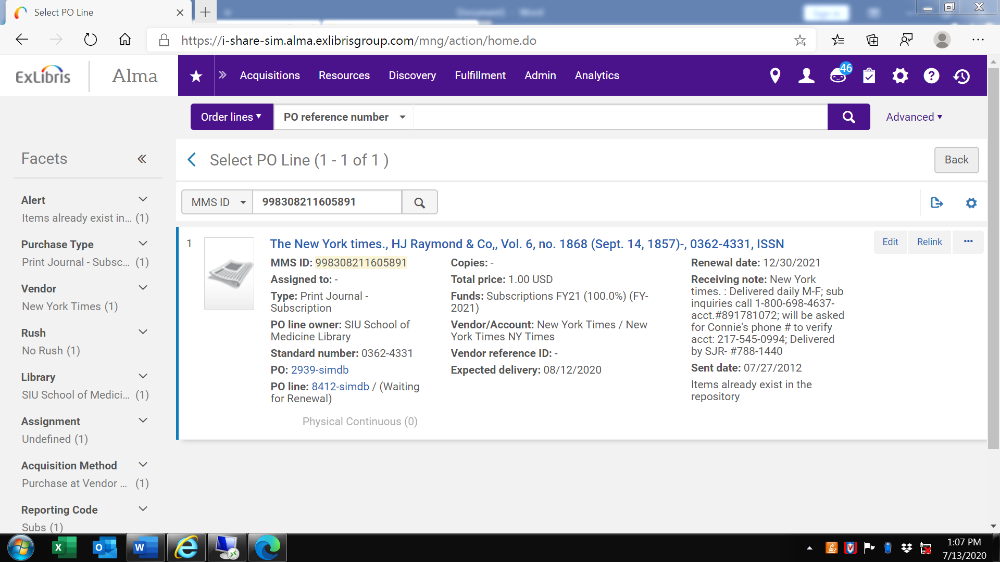 Select PO Line
Document1 - Word
Sign in
https://i-share-sim.alma.exlibrisgroup.com/mng/action/home.do
ExLibris
Alma
Acquisitions Resources Discovery Fulfillment Admin Analytics
46
Order lines
PO reference number
Advanced
Facets
Alert
Items already exist in... (1)
Purchase Type
Print Journal - Subsc... (1)
Vendor
New York Times (1)
Rush
No Rush (1)
Library
SIU School of Medici... (1)
Assignment
Undefined (1)
Acquisition Method
Purchase at Vendor ... (1)
Reporting Code
Subs (1)
Select PO Line (1 - 1 of 1 )
Back
MMS ID
998308211605891
1
The New York times., HJ Raymond & Co,, Vol. 6, no. 1868 (Sept. 14, 1857)-, 0362-4331, ISSN
Edit
Relink
MMS ID: 998308211605891
Assigned to: -
Type: Print Journal -
Subscription
PO line owner: SIU School of
Medicine Library
Standard number: 0362-4331
PO: 2939-simdb
PO line: 8412-simdb / (Waiting
for Renewal)
Physical Continuous (0)
Copies: -
Total price: 1.00 USD
Funds: Subscriptions FY21 (100.0%) (FY-
2021)
Vendor/Account: New York Times / New
York Times NY Times
Vendor reference ID: -
Expected delivery: 08/12/2020
Renewal date: 12/30/2021
Receiving note: New York
times. : Delivered daily M-F; sub
inquiries call 1-800-698-4637-
acct.#891781072; will be asked
for Connie's phone # to verify
acct: 217-545-0994; Delivered
by SJR- #788-1440
Sent date: 07/27/2012
Items already exist in the
repository
1:07 PM
7/13/2020